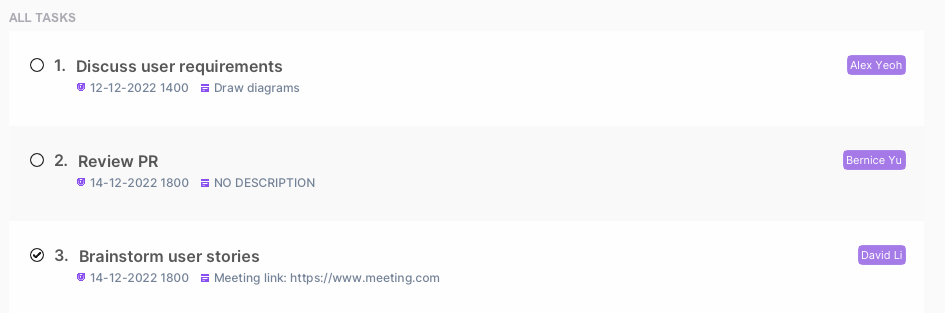 ALL TASKS
1. Discuss user requirements Alex Yeoh
12-12-2022 1400 Draw diagrams
2. Review PR Bernice Yu
14-12-2022 1800 NO DESCRIPTION
3. Brainstorm user stories David Li
14-12-2022 1800 Meeting link: https://www.meeting.com